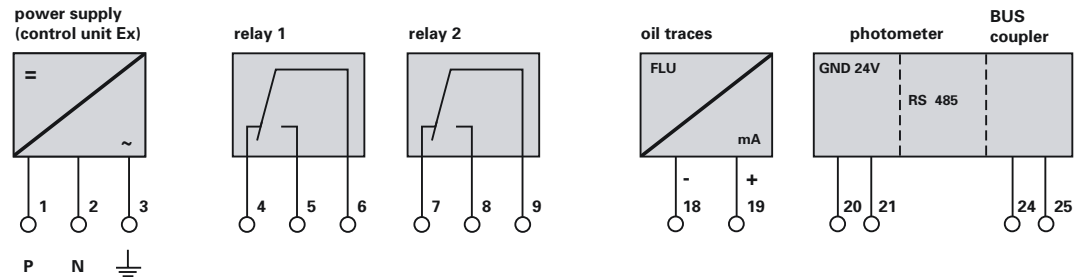 power supply
(control unit Ex)
relay 1
relay 2
oil traces
photometer
BUS
coupler
=
~
FLU
mA
GND 24V
RS 485
- +
1 2 3 4 5 6 7 8 9 18 19 20 21 24 25
P N